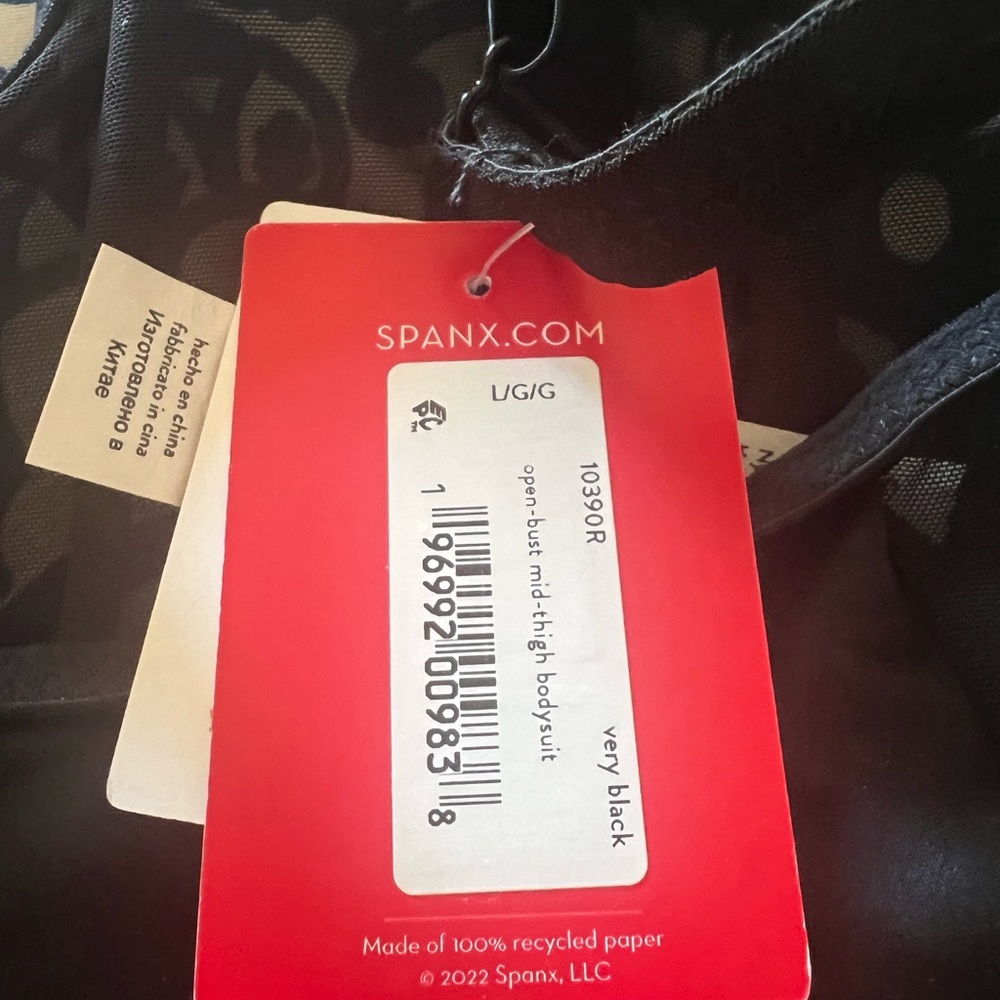 SPANX.COM
L/G/G
10390R
very black
open-bust mid-thigh bodysuit
1 96992 00983 8
EPC™
Made of 100% recycled paper
© 2022 Spanx, LLC
hecho en china
fabbricato in cina
Изготовлено в
Китае